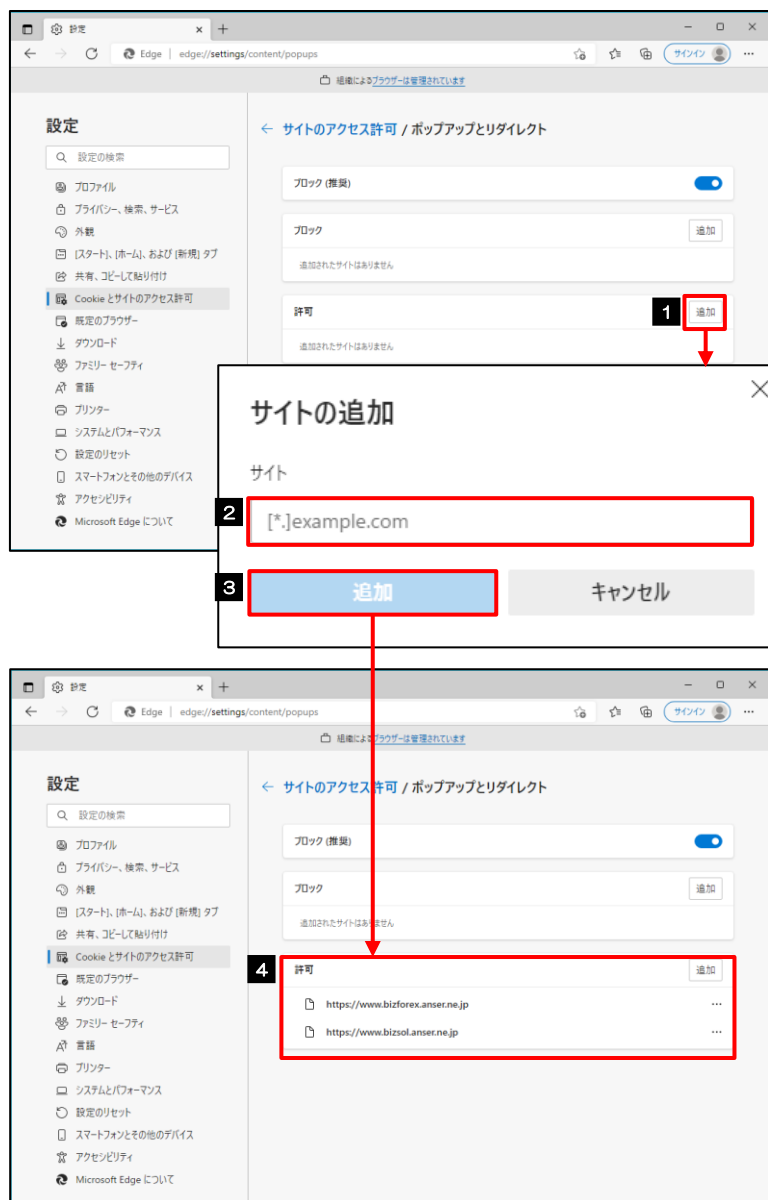 設定
Edge edge://settings/content/popups サインイン
組織によるブラウザーは管理されています
設定
サイトのアクセス許可 / ポップアップとリダイレクト
設定の検索
ブロック (推奨)
プロファイル
プライバシー、検索、サービス
外観
ブロック 追加
[スタート]、[ホーム]、および [新規] タブ
追加されたサイトはありません
共有、コピーして貼り付け
Cookie とサイトのアクセス許可
許可 1 追加
既定のブラウザー
ダウンロード
追加されたサイトはありません
ファミリー セーフティ
言語
プリンター
システムとパフォーマンス
設定のリセット
スマートフォンとその他のデバイス
アクセシビリティ
Microsoft Edge について
サイトの追加
サイト
2 [*.]example.com
3 追加 キャンセル
設定
Edge edge://settings/content/popups サインイン
組織によるブラウザーは管理されています
設定
サイトのアクセス許可 / ポップアップとリダイレクト
設定の検索
ブロック (推奨)
プロファイル
プライバシー、検索、サービス
外観
ブロック 追加
[スタート]、[ホーム]、および [新規] タブ
追加されたサイトはありません
共有、コピーして貼り付け
Cookie とサイトのアクセス許可
4 許可 追加
既定のブラウザー
ダウンロード
https://www.bizforex.anser.ne.jp
ファミリー セーフティ
https://www.bizsol.anser.ne.jp
言語
プリンター
システムとパフォーマンス
設定のリセット
スマートフォンとその他のデバイス
アクセシビリティ
Microsoft Edge について